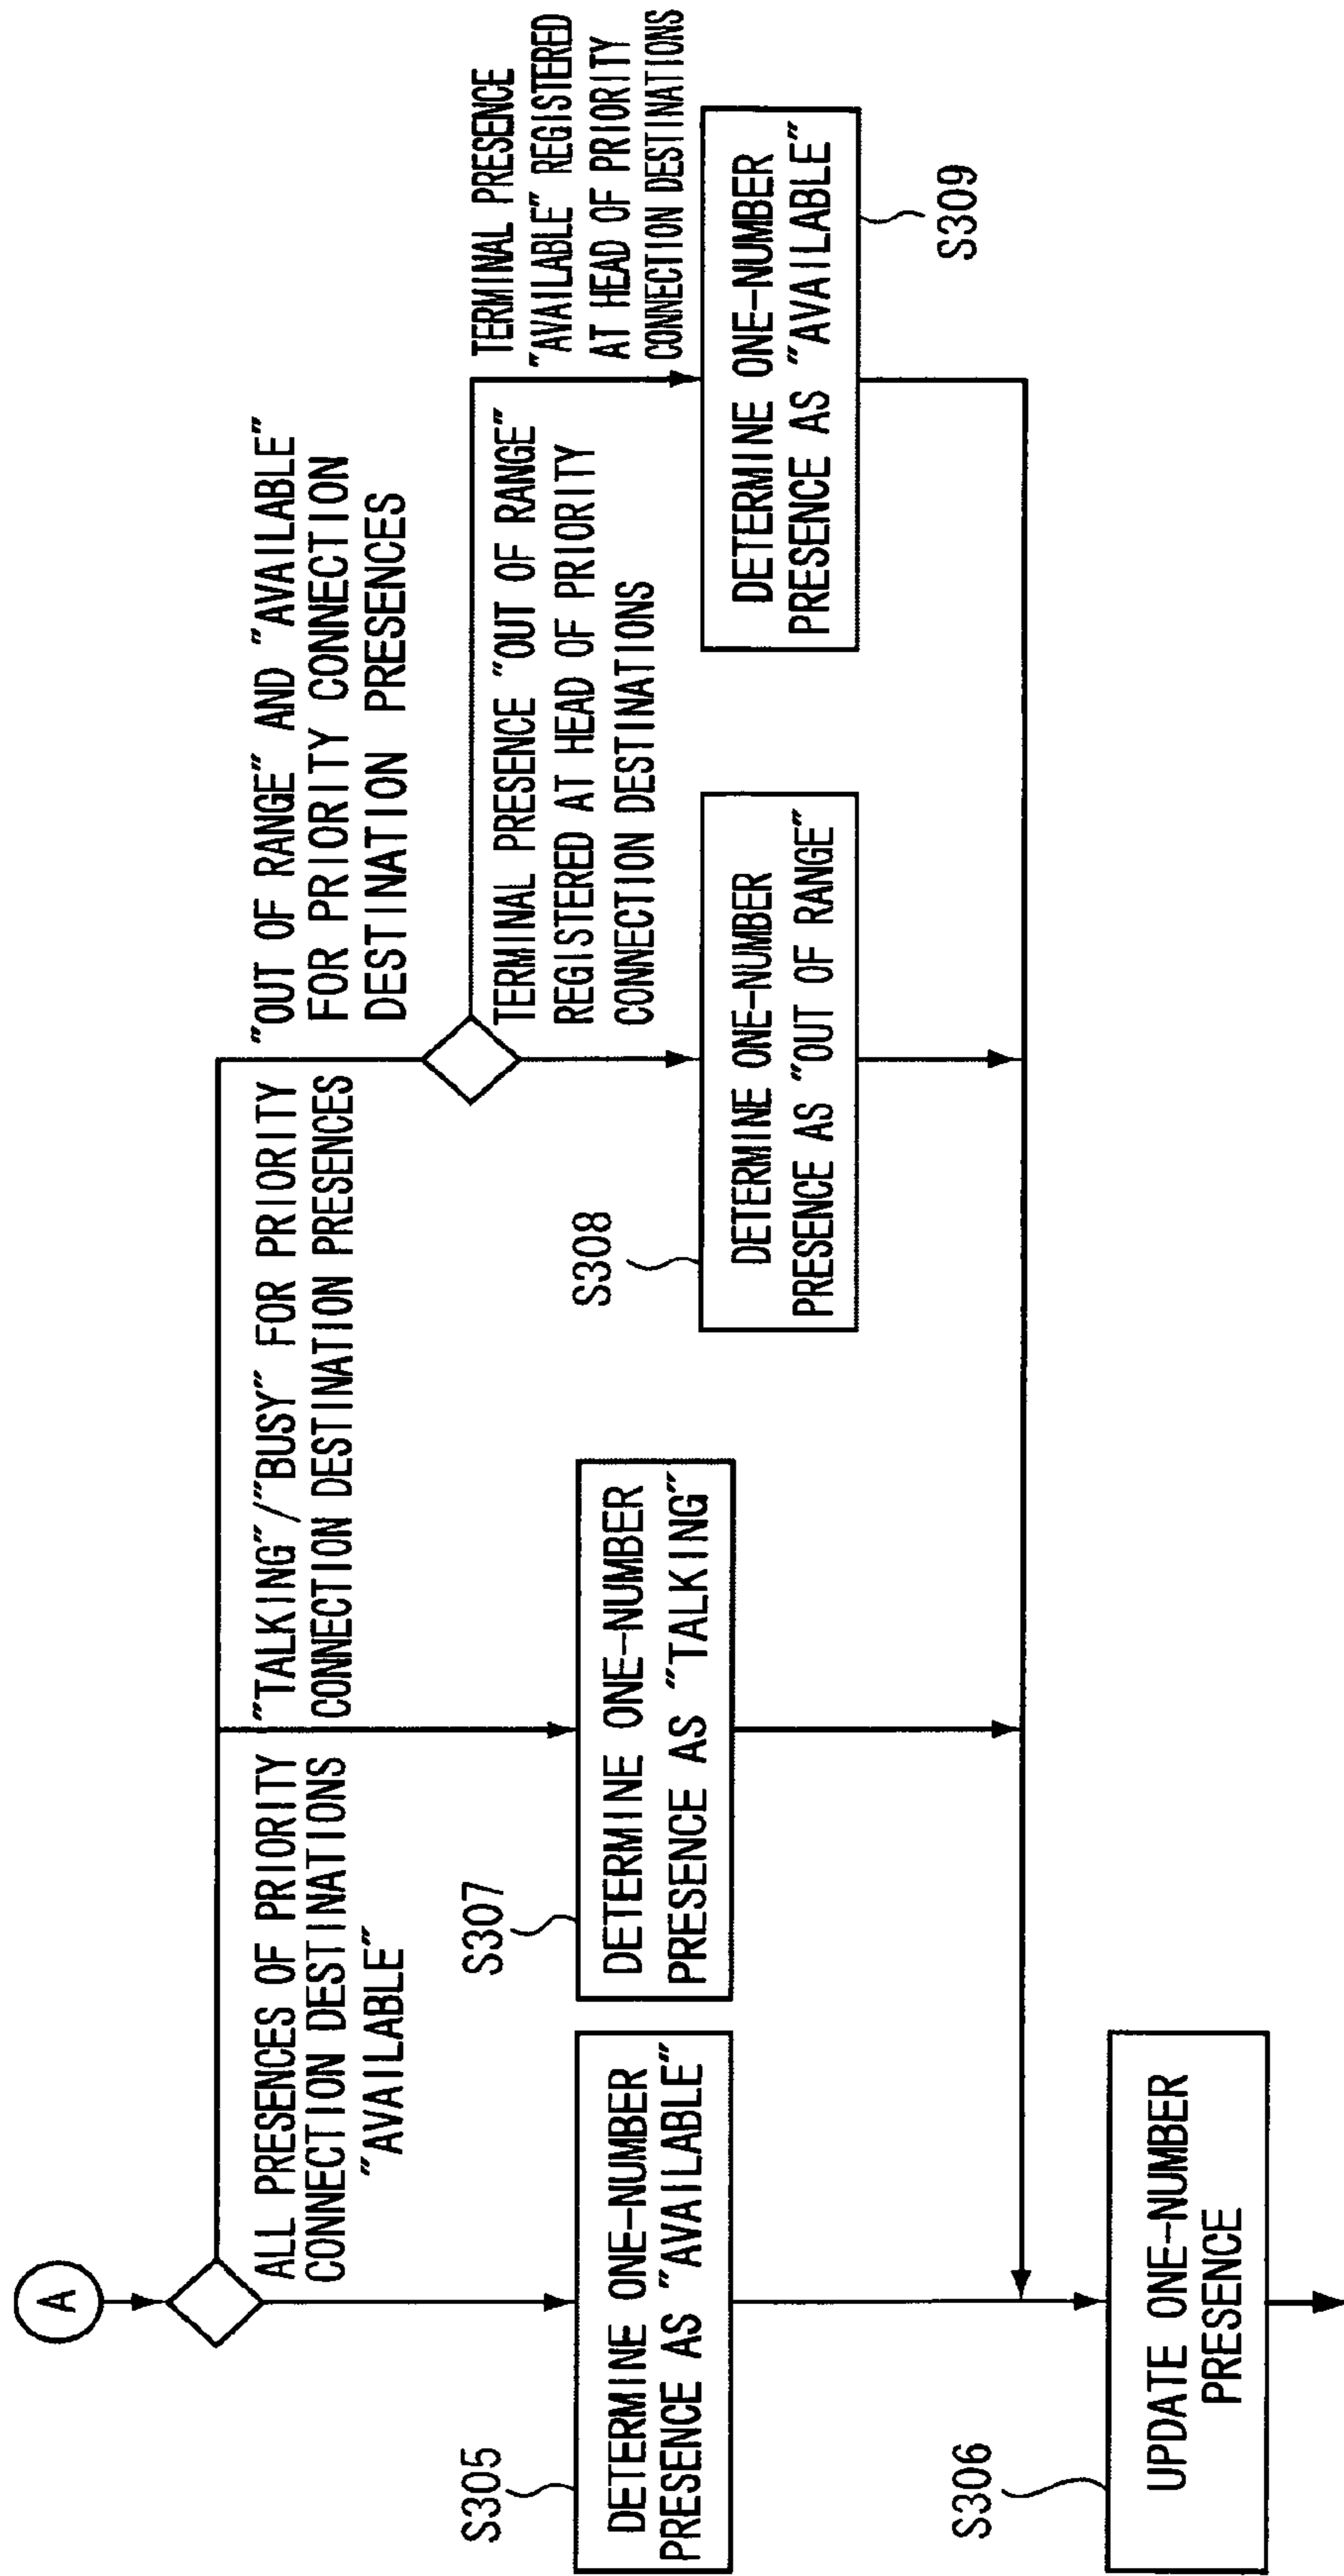 A
ALL PRESENCES OF PRIORITY
CONNECTION DESTINATIONS
"AVAILABLE"
"TALKING"/"BUSY" FOR PRIORITY
CONNECTION DESTINATION PRESENCES
"OUT OF RANGE" AND "AVAILABLE"
FOR PRIORITY CONNECTION
DESTINATION PRESENCES
TERMINAL PRESENCE "OUT OF RANGE"
REGISTERED AT HEAD OF PRIORITY
CONNECTION DESTINATIONS
TERMINAL PRESENCE
"AVAILABLE" REGISTERED
AT HEAD OF PRIORITY
CONNECTION DESTINATIONS
S305
DETERMINE ONE-NUMBER
PRESENCE AS "AVAILABLE"
S307
DETERMINE ONE-NUMBER
PRESENCE AS "TALKING"
S308
DETERMINE ONE-NUMBER
PRESENCE AS "OUT OF RANGE"
DETERMINE ONE-NUMBER
PRESENCE AS "AVAILABLE"
S309
S306
UPDATE ONE-NUMBER
PRESENCE